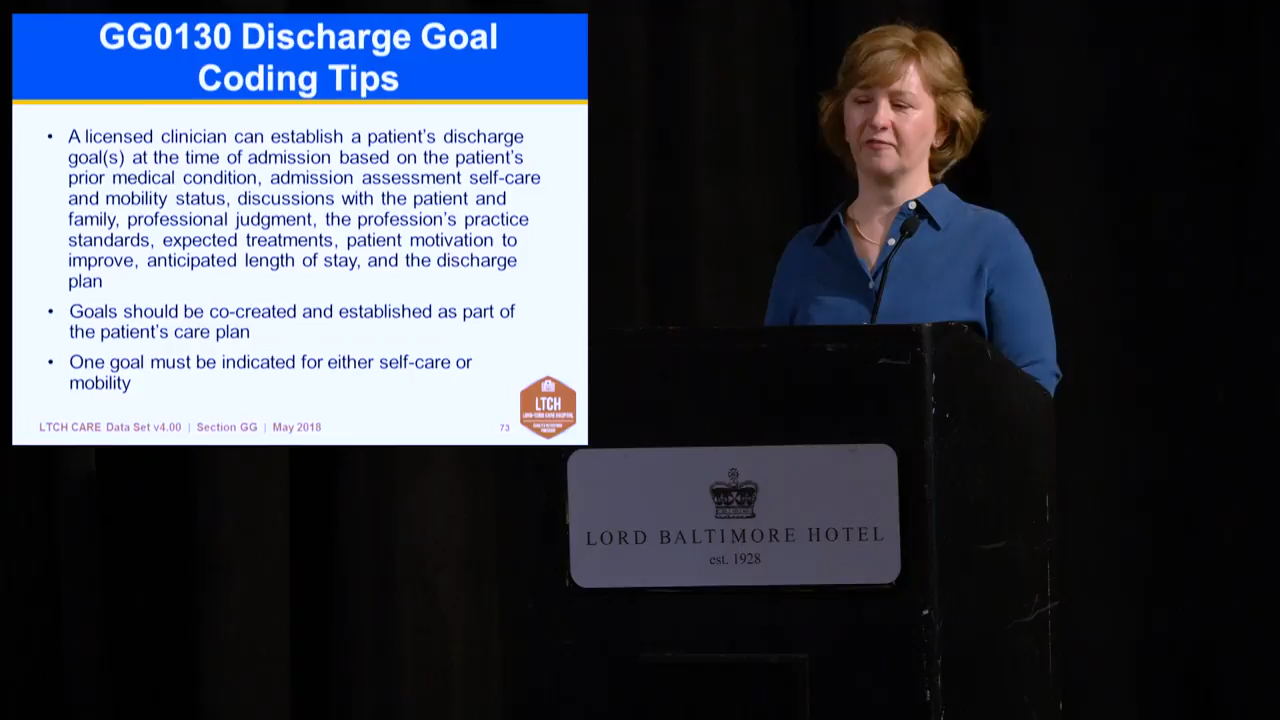 GG0130 Discharge Goal
Coding Tips
• A licensed clinician can establish a patient's discharge
goal(s) at the time of admission based on the patient's
prior medical condition, admission assessment self-care
and mobility status, discussions with the patient and
family, professional judgment, the profession's practice
standards, expected treatments, patient motivation to
improve, anticipated length of stay, and the discharge
plan
• Goals should be co-created and established as part of
the patient's care plan
• One goal must be indicated for either self-care or
mobility
LTCH CARE Data Set v4.00 | Section GG | May 2018
73
LTCH
LONG-TERM CARE HOSPITAL
LORD BALTIMORE HOTEL
est. 1928